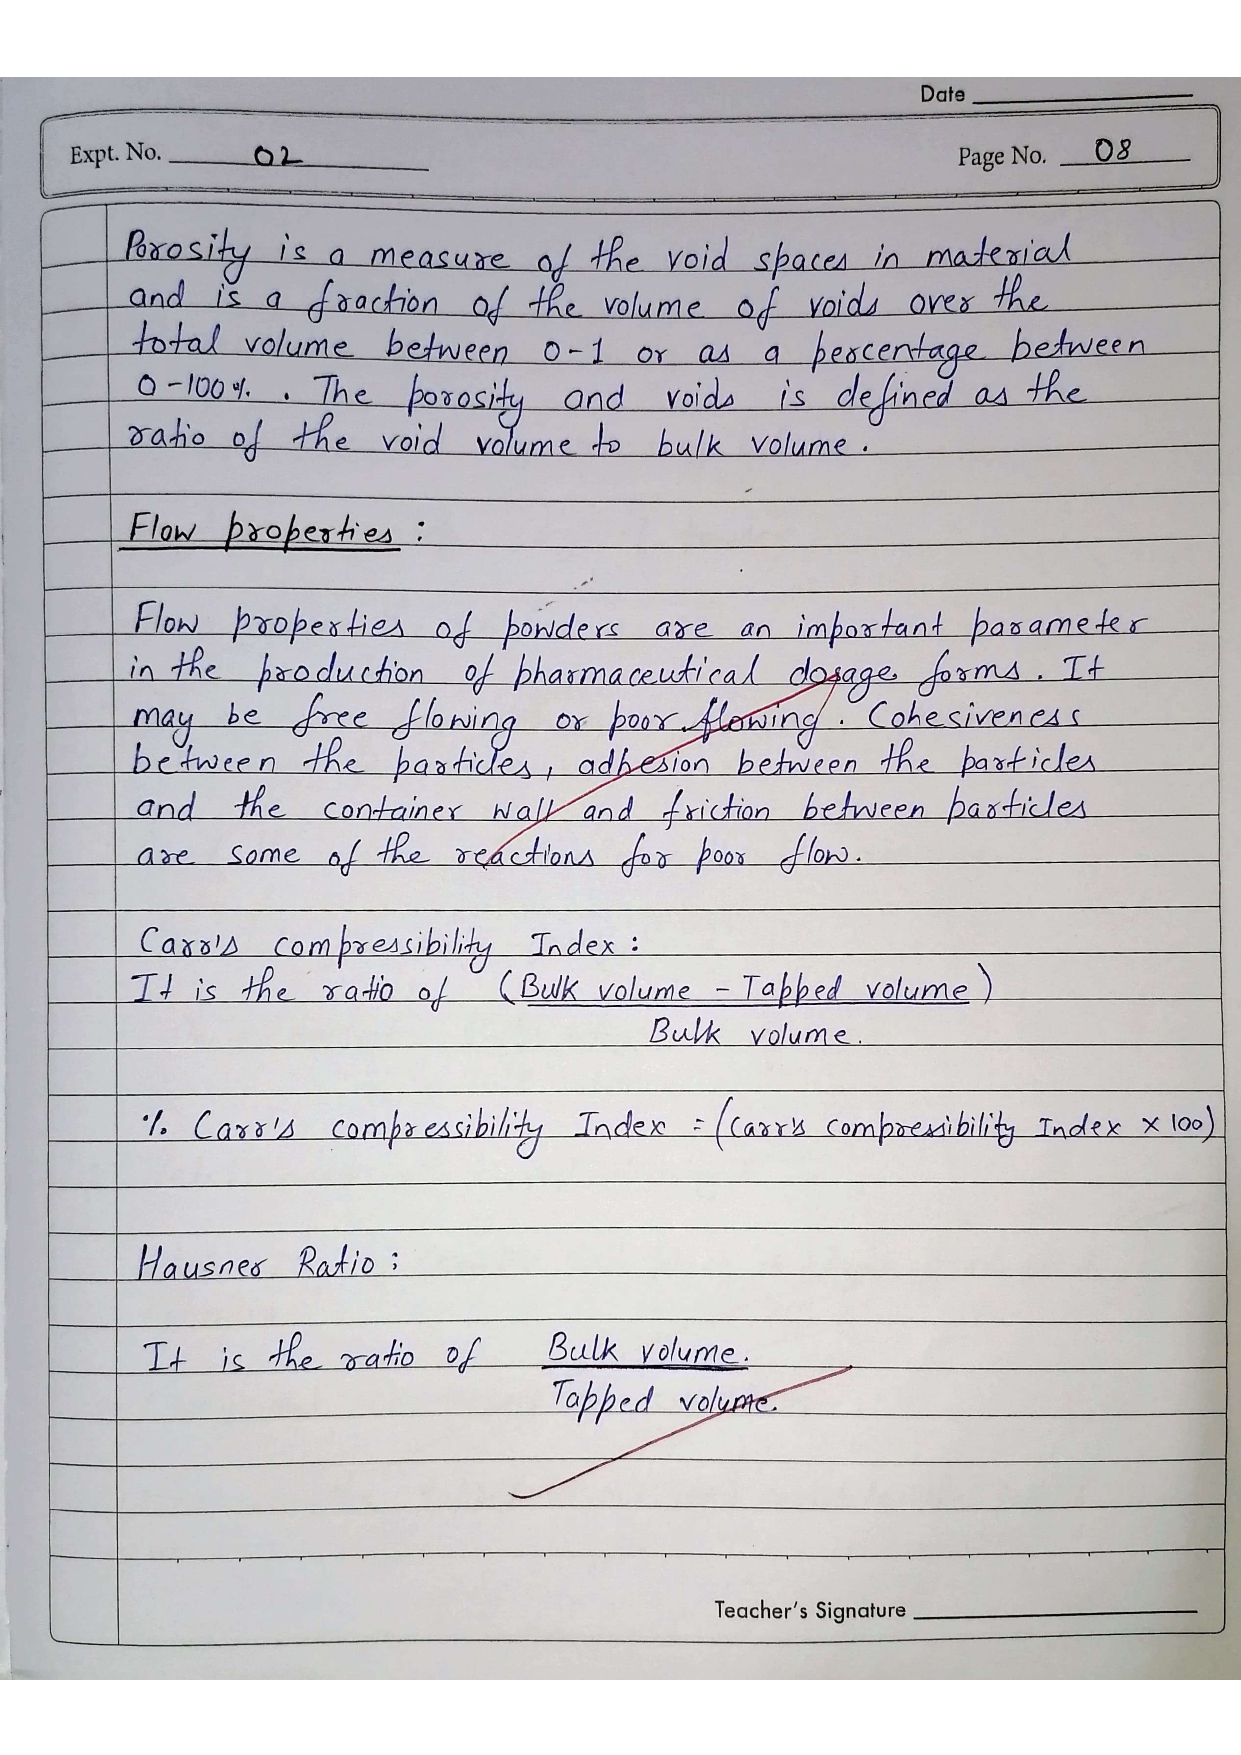 Date
Expt. No. 02
Page No. 08
Porosity is a measure of the void spaces in material
and is a fraction of the volume of voids over the
total volume between 0-1 or as a percentage between
0-100%. . The porosity and voids is defined as the
ratio of the void volume to bulk volume.
Flow properties :
Flow properties of powders are an important parameter
in the production of pharmaceutical dosage forms. It
may be free flowing or poor flowing. Cohesiveness
between the particles, adhesion between the particles
and the container wall and friction between particles
are some of the reactions for poor flow.
Carr's compressibility Index :
It is the ratio of (Bulk volume - Tapped volume)
Bulk volume.
% Carr's compressibility Index = (Carr's compressibility Index x 100)
Hausner Ratio :
It is the ratio of Bulk volume.
Tapped volume.
Teacher's Signature